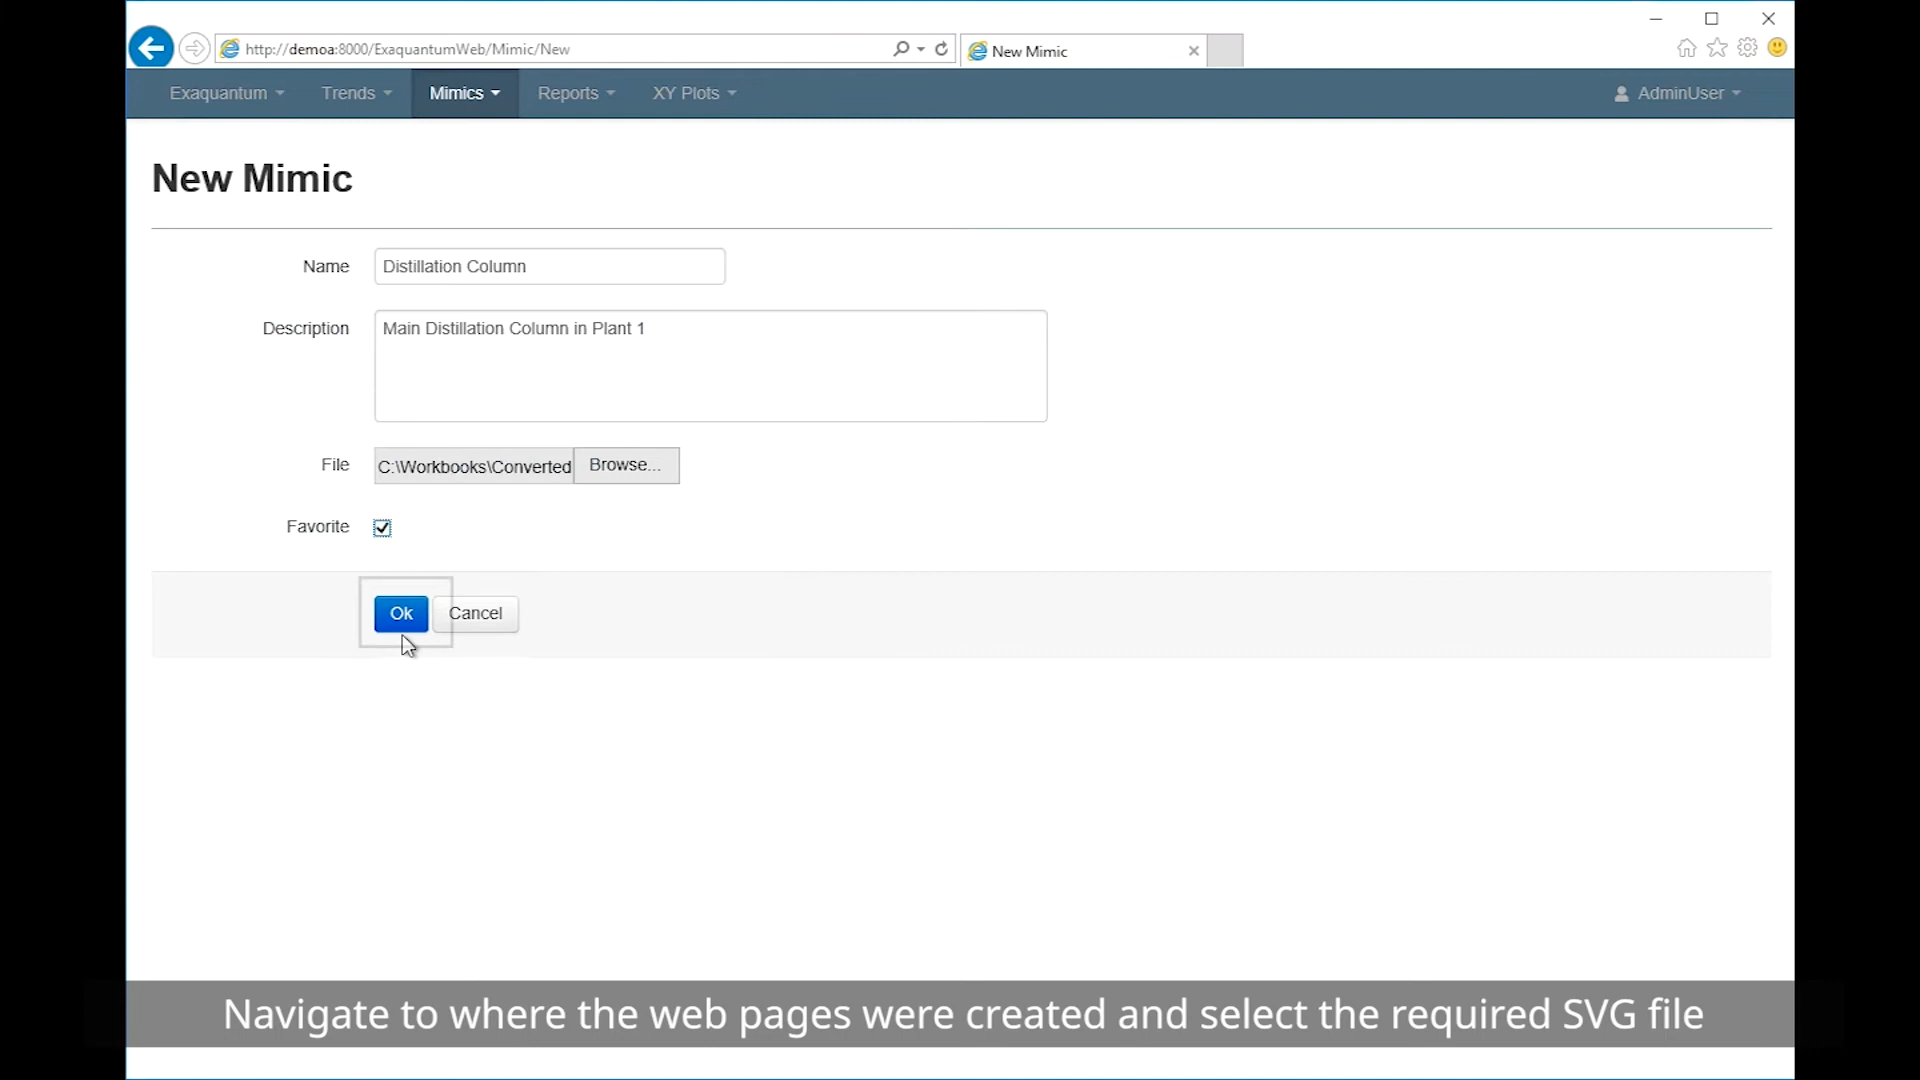 http://demoa:8000/ExaquantumWeb/Mimic/New
New Mimic
Exaquantum Trends Mimics Reports XY Plots AdminUser
New Mimic
Name Distillation Column
Description Main Distillation Column in Plant 1
File C:\Workbooks\Converted Browse...
Favorite
Ok Cancel
Navigate to where the web pages were created and select the required SVG file